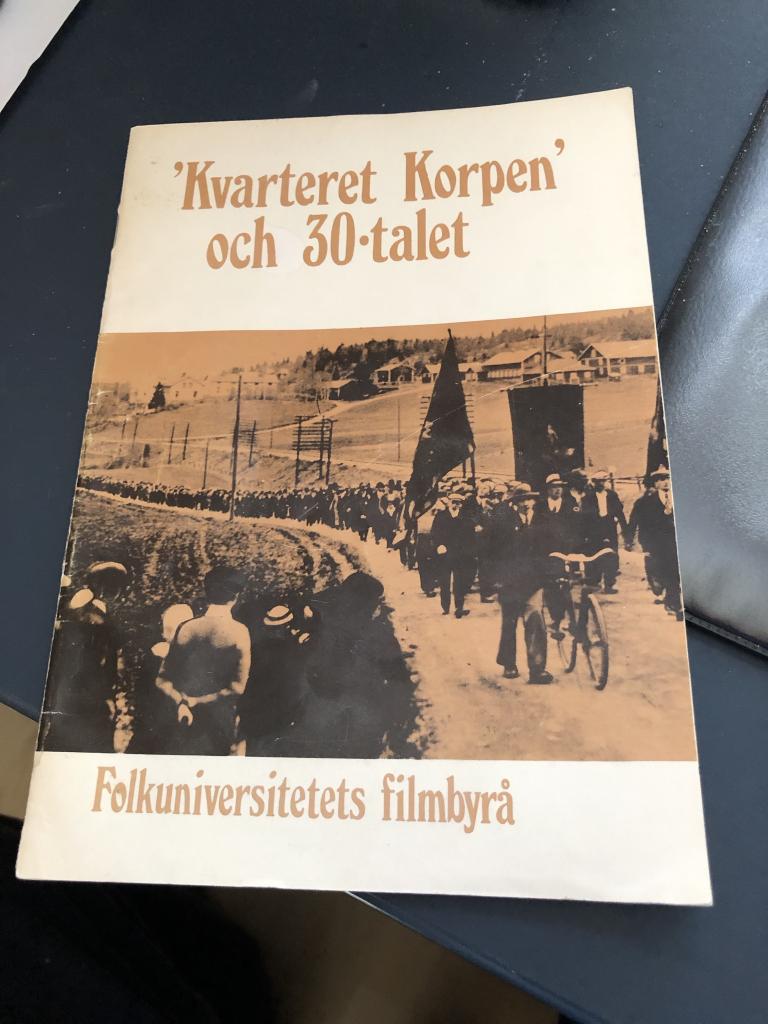 'Kvarteret Korpen'
och 30-talet
Folkuniversitetets filmbyrå